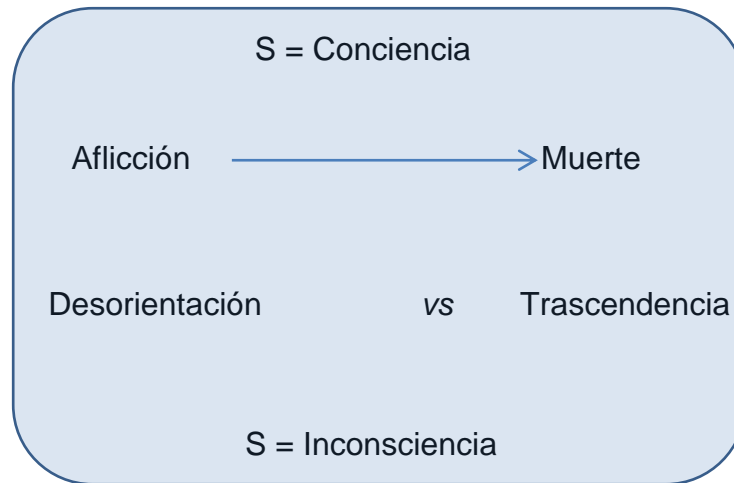 S = Conciencia
Aflicción Muerte
Desorientación vs Trascendencia
S = Inconsciencia